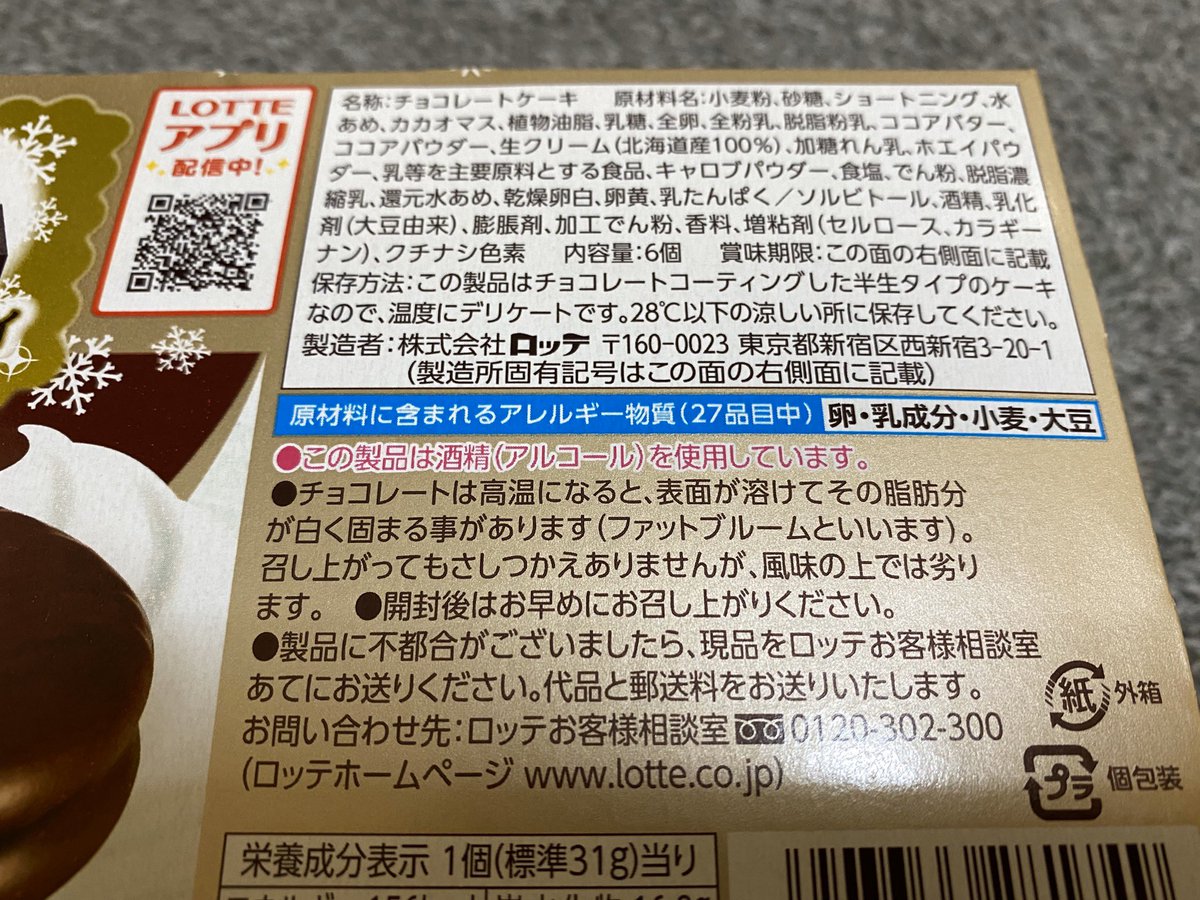 LOTTE
アプリ
配信中!
名称:チョコレートケーキ 原材料名:小麦粉、砂糖、ショートニング、水
あめ、カカオマス、植物油脂、乳糖、全卵、全粉乳、脱脂粉乳、ココアバター、
ココアパウダー、生クリーム(北海道産100%)、加糖れん乳、ホエイパウ
ダー、乳等を主要原料とする食品、キャロブパウダー、食塩、でん粉、脱脂濃
縮乳、還元水あめ、乾燥卵白、卵黄、乳たんぱく/ソルビトール、酒精、乳化
剤(大豆由来)、膨脹剤、加工でん粉、香料、増粘剤(セルロース、カラギー
ナン)、クチナシ色素 内容量:6個 賞味期限:この面の右側面に記載
保存方法:この製品はチョコレートコーティングした半生タイプのケーキ
なので、温度にデリケートです。28℃以下の涼しい所に保存してください。
製造者:株式会社ロッテ 〒160-0023 東京都新宿区西新宿3-20-1
(製造所固有記号はこの面の右側面に記載)
原材料に含まれるアレルギー物質(27品目中) 卵・乳成分・小麦・大豆
●この製品は酒精(アルコール)を使用しています。
●チョコレートは高温になると、表面が溶けてその脂肪分
が白く固まる事があります(ファットブルームといいます)。
召し上がってもさしつかえありませんが、風味の上では劣り
ます。 ●開封後はお早めにお召し上がりください。
●製品に不都合がございましたら、現品をロッテお客様相談室
あてにお送りください。代品と郵送料をお送りいたします。
お問い合わせ先:ロッテお客様相談室 0120-302-300
(ロッテホームページ www.lotte.co.jp)
紙 外箱
プラ 個包装
栄養成分表示 1個(標準31g)当り